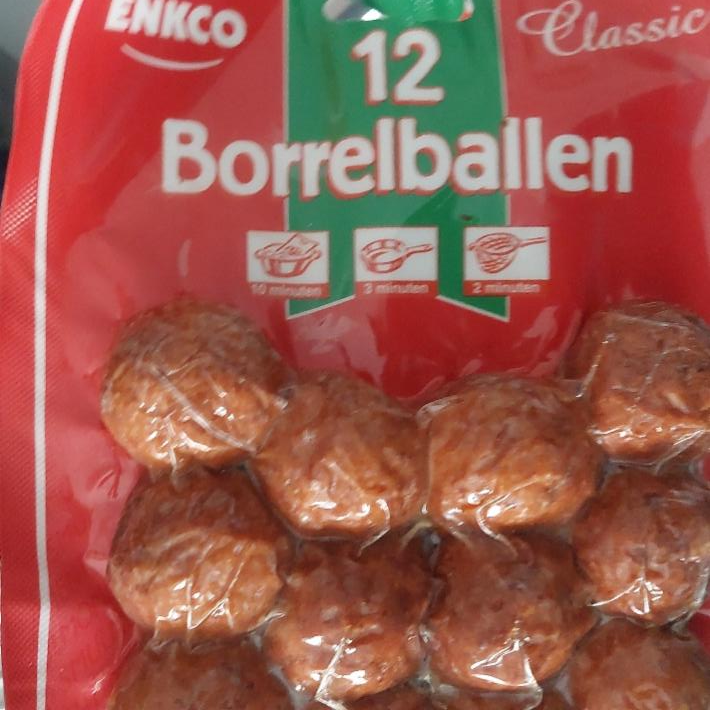 ENKCO
Classic
12
Borrelballen
10 minuten
3 minuten
2 minuten